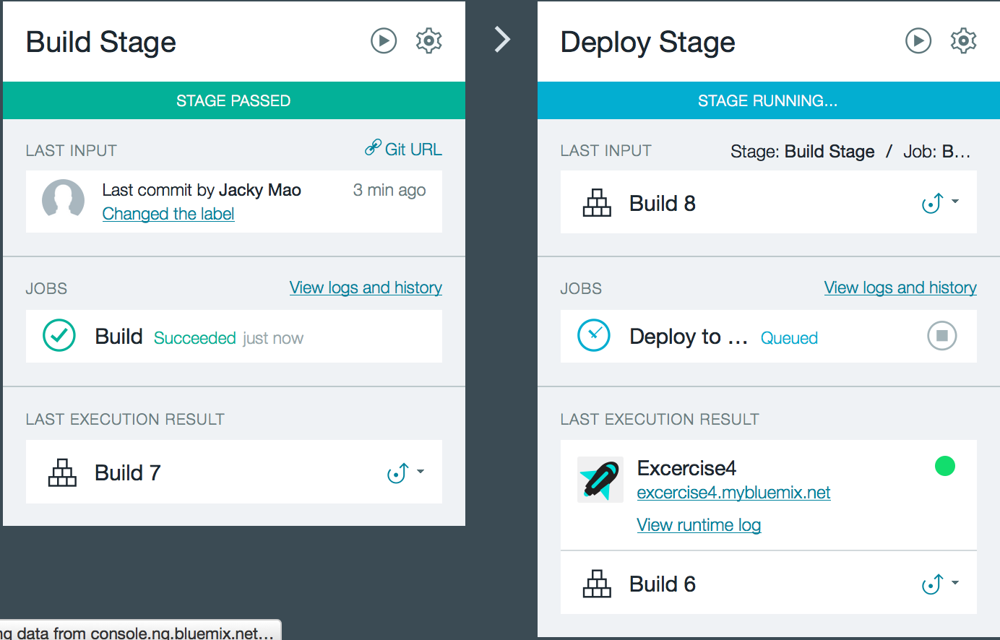 Build Stage
STAGE PASSED
LAST INPUT
Git URL
Last commit by Jacky Mao
3 min ago
Changed the label
JOBS
View logs and history
Build Succeeded just now
LAST EXECUTION RESULT
Build 7
Deploy Stage
STAGE RUNNING...
LAST INPUT
Stage: Build Stage / Job: B...
Build 8
JOBS
View logs and history
Deploy to ... Queued
LAST EXECUTION RESULT
Excercise4
excercise4.mybluemix.net
View runtime log
Build 6
data from console.ng.bluemix.net...